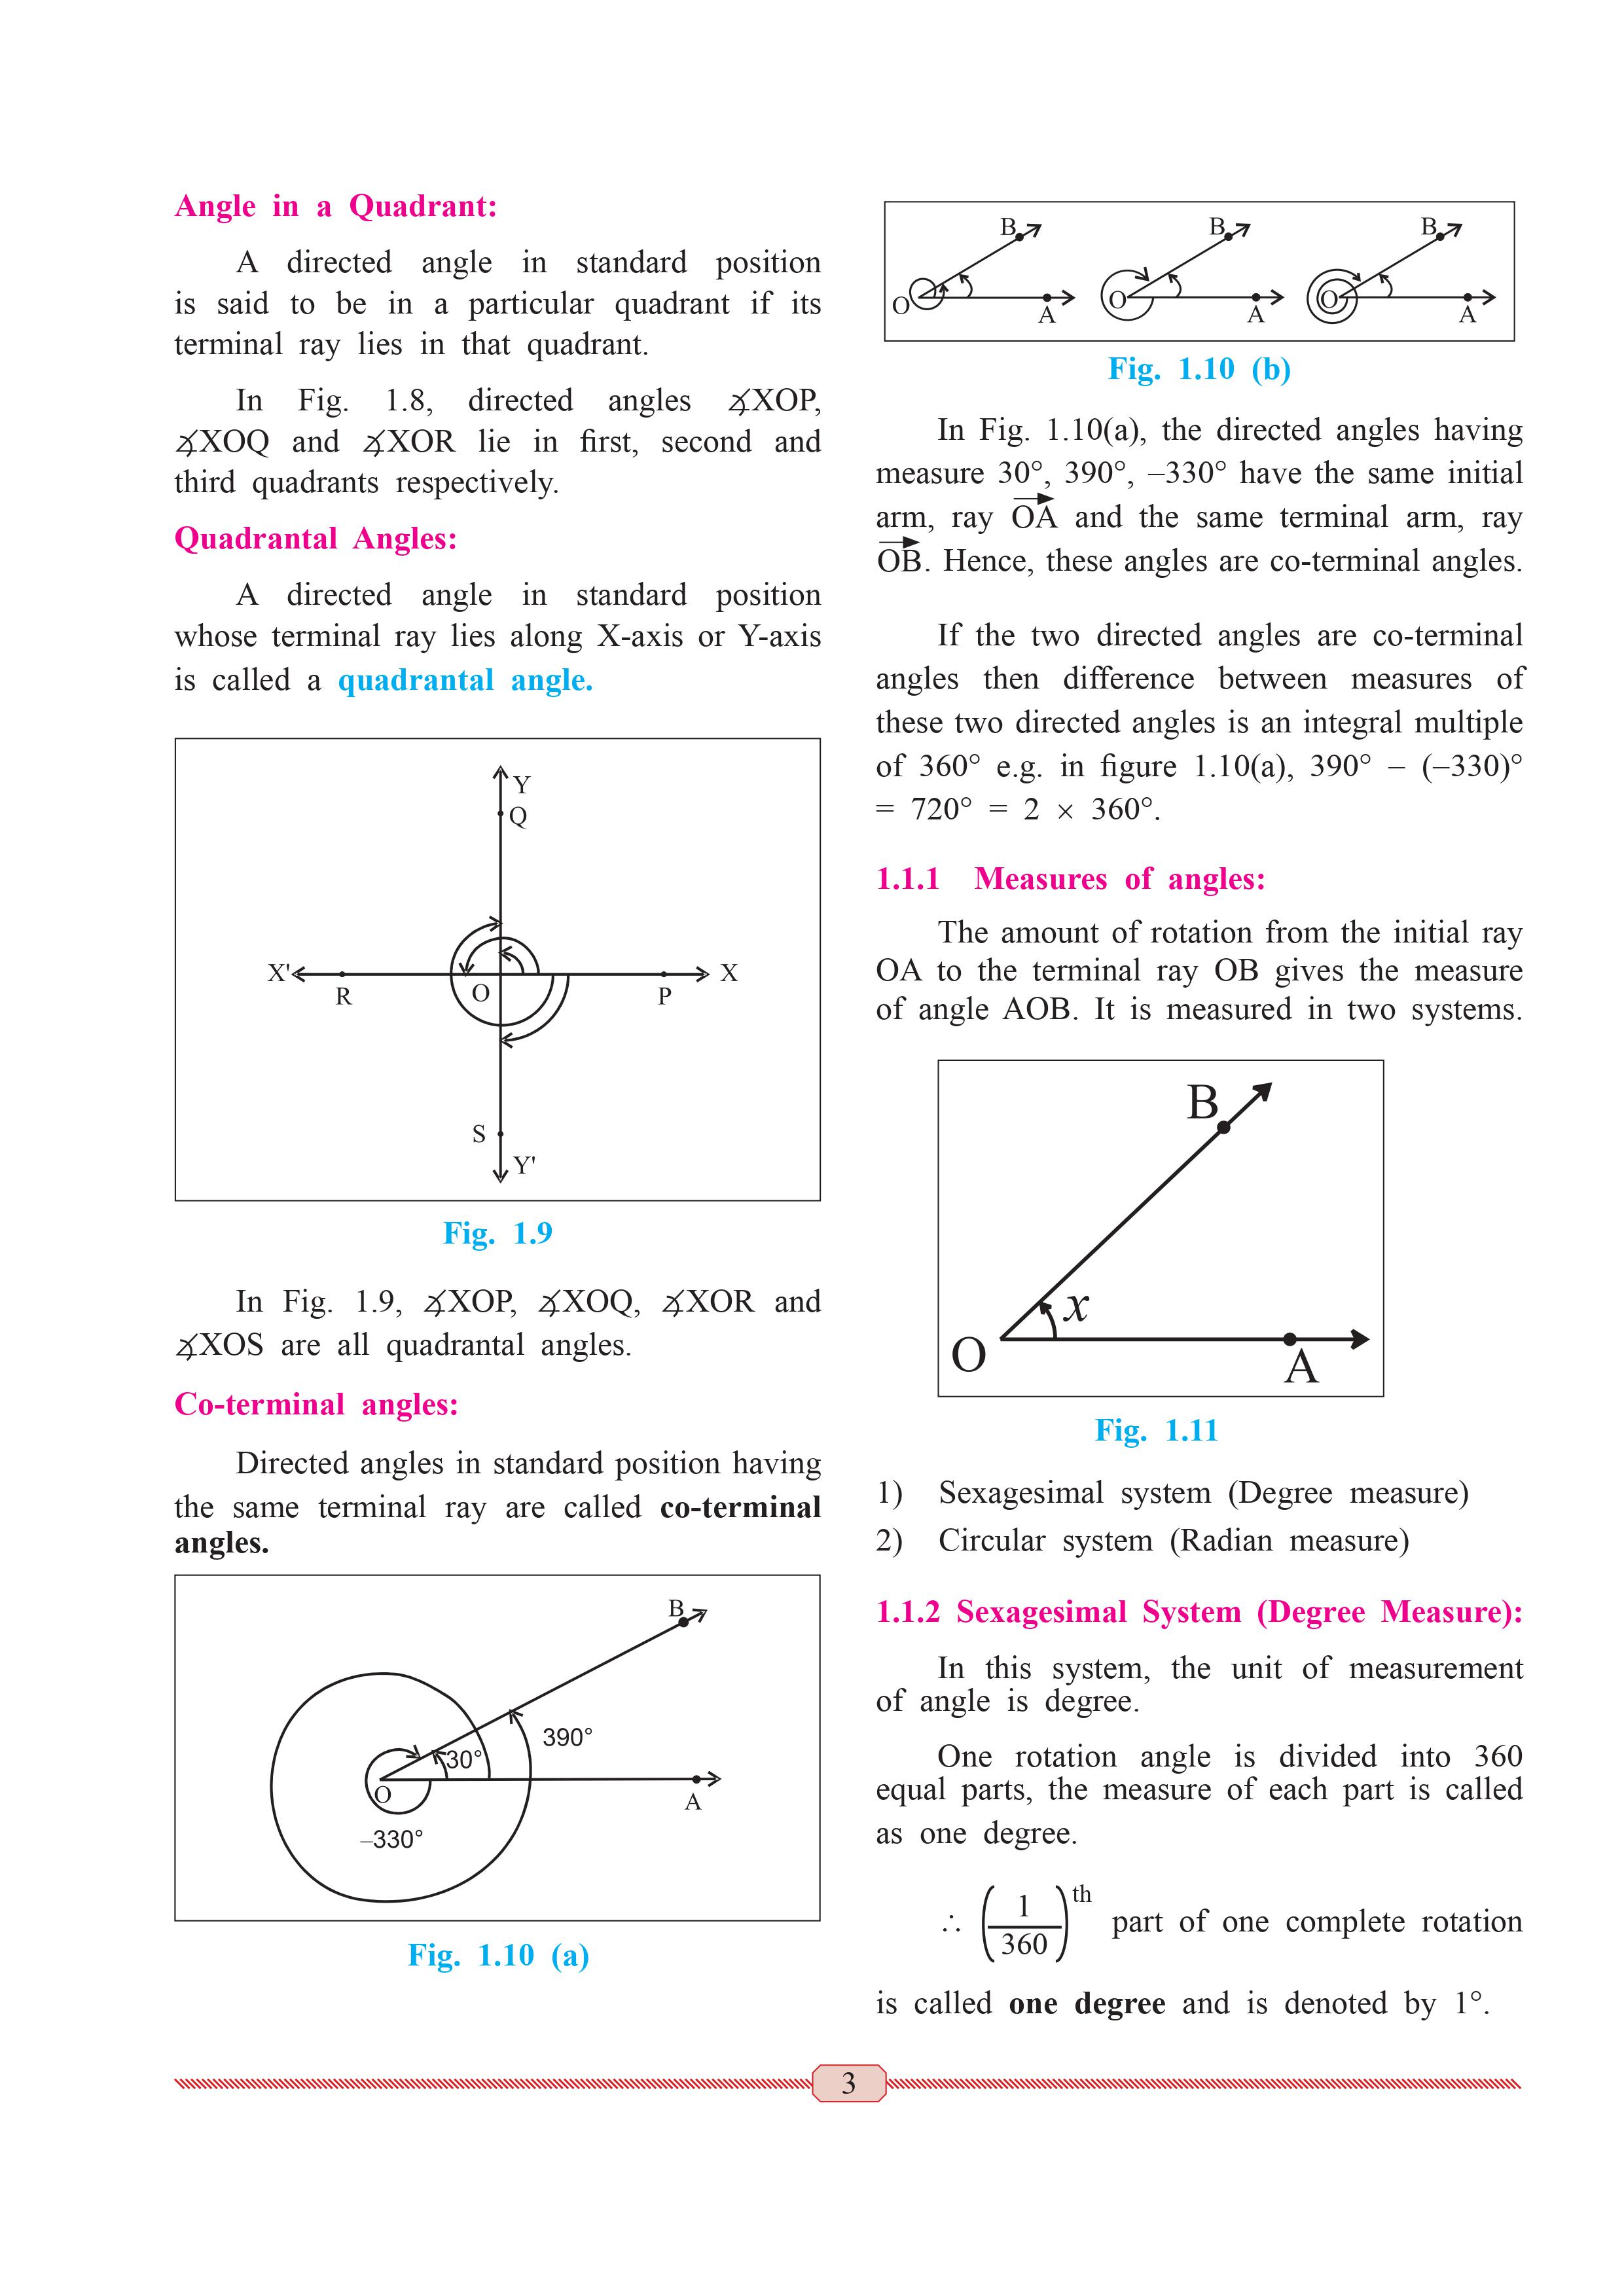 Angle in a Quadrant:
A directed angle in standard position
is said to be in a particular quadrant if its
terminal ray lies in that quadrant.
In Fig. 1.8, directed angles ∡XOP,
∡XOQ and ∡XOR lie in first, second and
third quadrants respectively.
Quadrantal Angles:
A directed angle in standard position
whose terminal ray lies along X-axis or Y-axis
is called a quadrantal angle.
Y
Q
X'
R
O
P
X
S
Y'
Fig. 1.9
In Fig. 1.9, ∡XOP, ∡XOQ, ∡XOR and
∡XOS are all quadrantal angles.
Co-terminal angles:
Directed angles in standard position having
the same terminal ray are called co-terminal
angles.
B
390°
30°
O
A
–330°
Fig. 1.10 (a)
B B B
O O O
A A A
Fig. 1.10 (b)
In Fig. 1.10(a), the directed angles having
measure 30°, 390°, –330° have the same initial
arm, ray OA and the same terminal arm, ray
OB. Hence, these angles are co-terminal angles.
If the two directed angles are co-terminal
angles then difference between measures of
these two directed angles is an integral multiple
of 360° e.g. in figure 1.10(a), 390° – (–330)°
= 720° = 2 × 360°.
1.1.1 Measures of angles:
The amount of rotation from the initial ray
OA to the terminal ray OB gives the measure
of angle AOB. It is measured in two systems.
B
x
O
A
Fig. 1.11
1) Sexagesimal system (Degree measure)
2) Circular system (Radian measure)
1.1.2 Sexagesimal System (Degree Measure):
In this system, the unit of measurement
of angle is degree.
One rotation angle is divided into 360
equal parts, the measure of each part is called
as one degree.
∴ (1/360)th part of one complete rotation
is called one degree and is denoted by 1°.
3